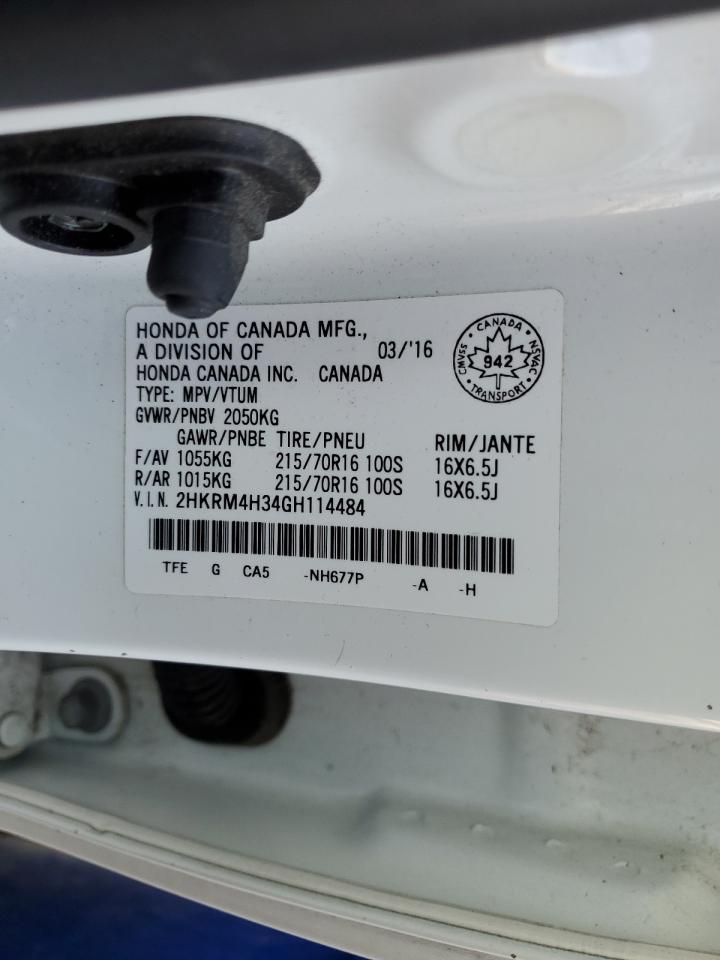 HONDA OF CANADA MFG.,
A DIVISION OF 03/'16
HONDA CANADA INC. CANADA
TYPE: MPV/VTUM
GVWR/PNBV 2050KG
GAWR/PNBE TIRE/PNEU RIM/JANTE
F/AV 1055KG 215/70R16 100S 16X6.5J
R/AR 1015KG 215/70R16 100S 16X6.5J
V.I.N. 2HKRM4H34GH114484
TFE G CA5 -NH677P -A -H
CANADA
CMVSS 942 NSVAC
TRANSPORT